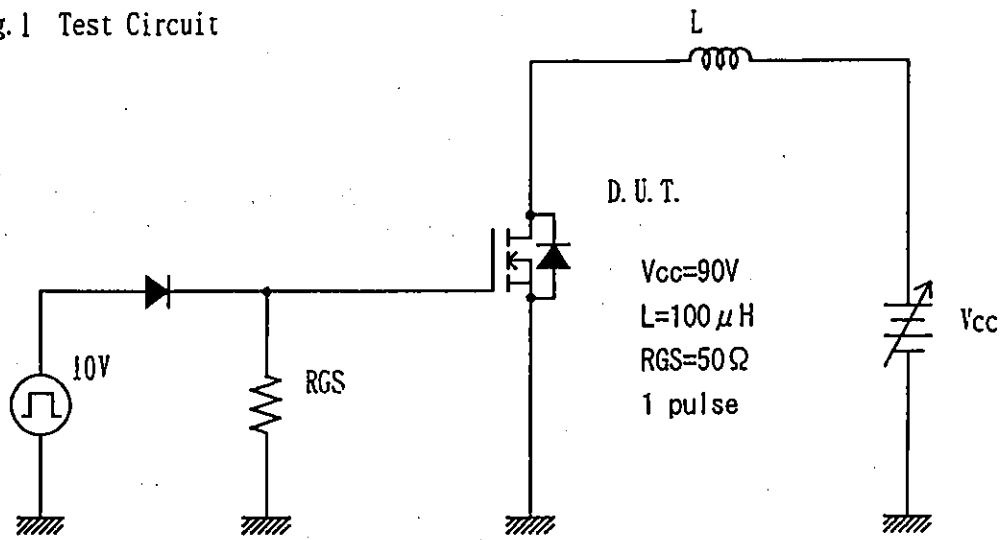 g.1 Test Circuit
L
D.U.T.
Vcc=90V
L=100μH
RGS=50Ω
1 pulse
Vcc
10V
RGS